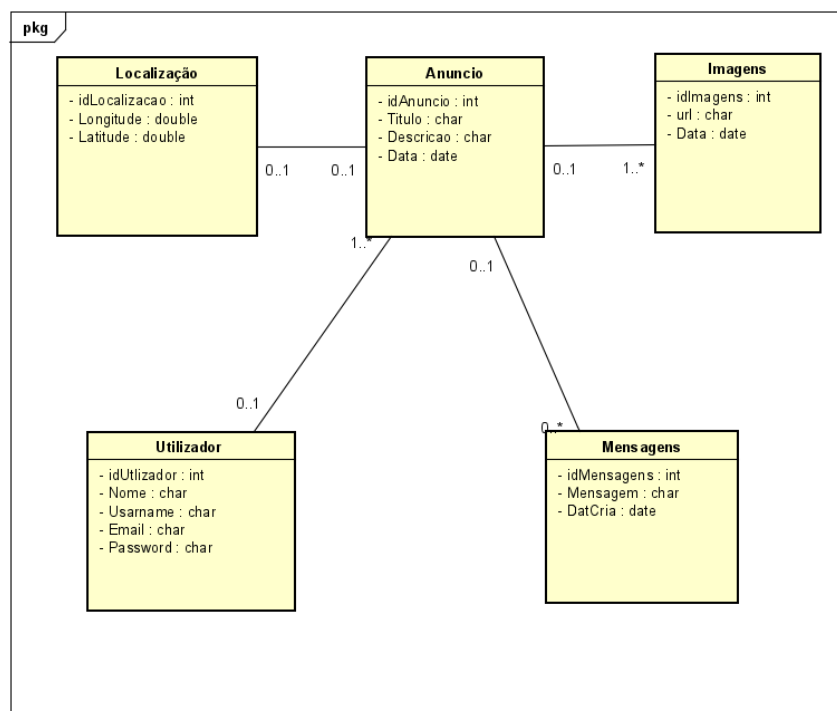 pkg
Localização
- idLocalizacao : int
- Longitude : double
- Latitude : double
Anuncio
- idAnuncio : int
- Titulo : char
- Descricao : char
- Data : date
Imagens
- idImagens : int
- url : char
- Data : date
0..1
0..1
0..1
1..*
1..*
0..1
0..1
0..*
Utilizador
- idUtlizador : int
- Nome : char
- Usarname : char
- Email : char
- Password : char
Mensagens
- idMensagens : int
- Mensagem : char
- DatCria : date